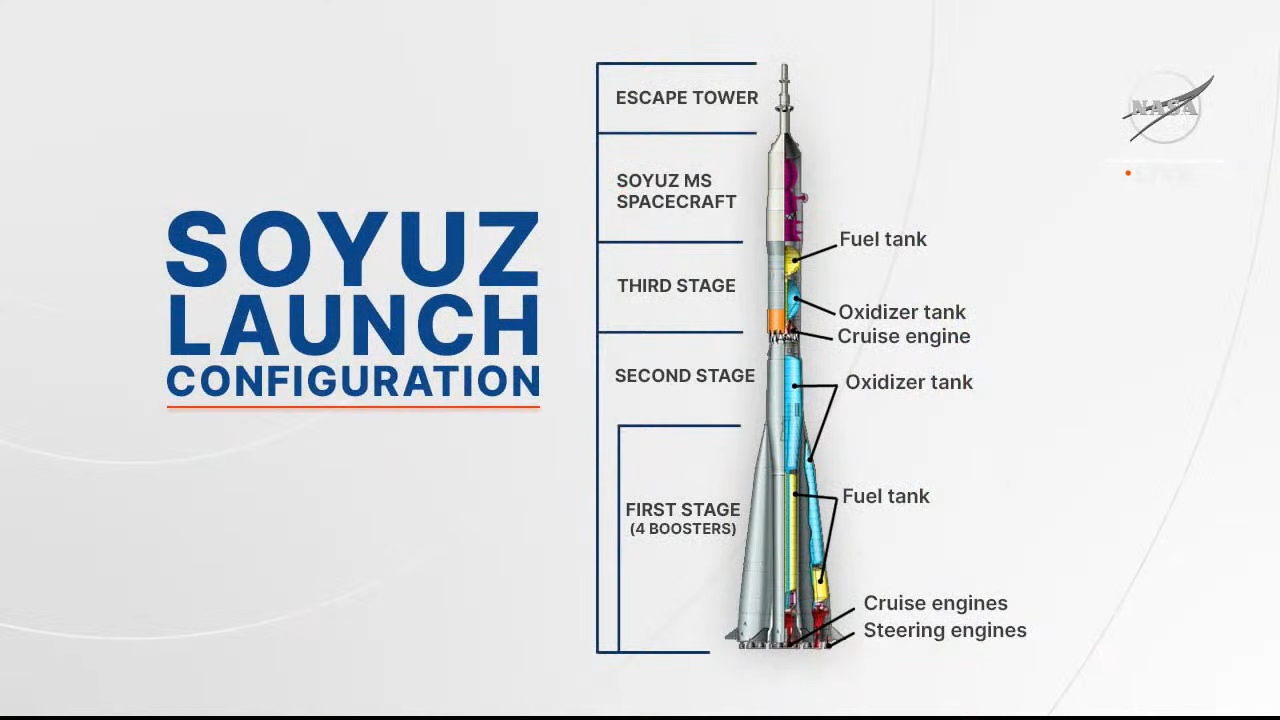 SOYUZ
LAUNCH
CONFIGURATION
ESCAPE TOWER
SOYUZ MS
SPACECRAFT
THIRD STAGE
SECOND STAGE
FIRST STAGE
(4 BOOSTERS)
Fuel tank
Oxidizer tank
Cruise engine
Oxidizer tank
Fuel tank
Cruise engines
Steering engines
NASA